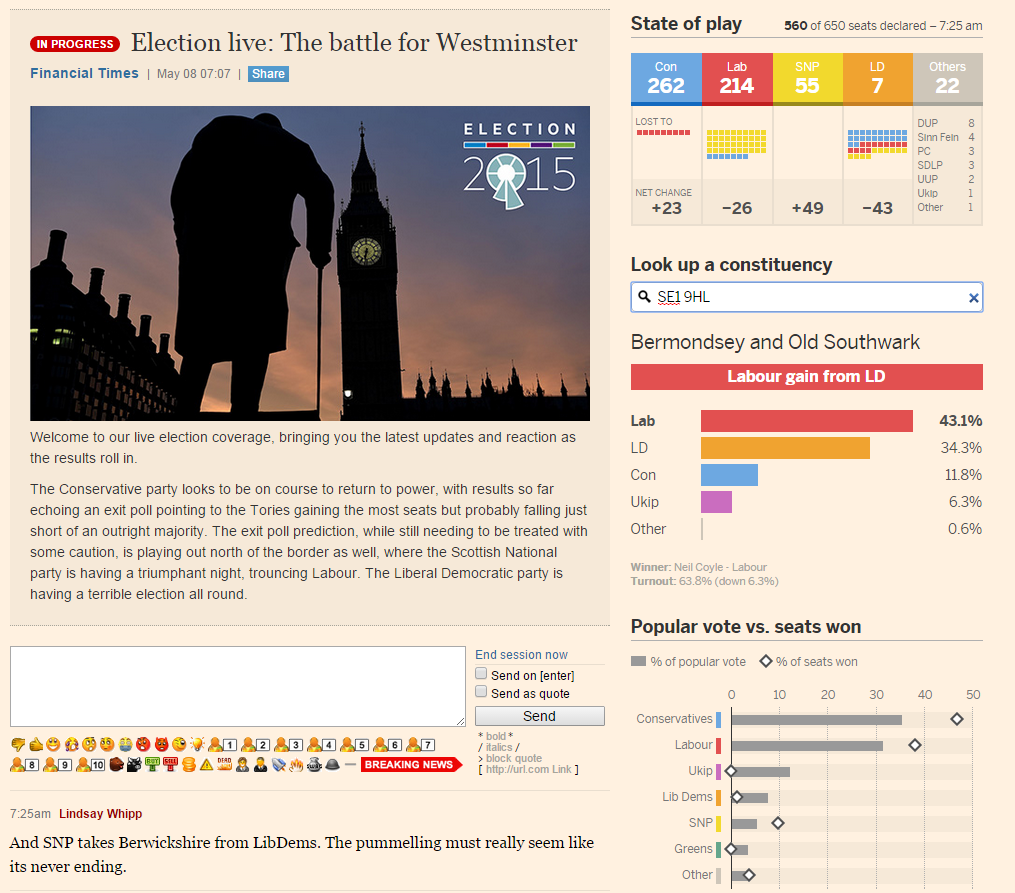 IN PROGRESS Election live: The battle for Westminster
Financial Times | May 08 07:07 | Share
ELECTION
2015
Welcome to our live election coverage, bringing you the latest updates and reaction as
the results roll in.
The Conservative party looks to be on course to return to power, with results so far
echoing an exit poll pointing to the Tories gaining the most seats but probably falling just
short of an outright majority. The exit poll prediction, while still needing to be treated with
some caution, is playing out north of the border as well, where the Scottish National
party is having a triumphant night, trouncing Labour. The Liberal Democratic party is
having a terrible election all round.
End session now
Send on [enter]
Send as quote
Send
* bold *
/ italics /
> block quote
[ http://url.com Link ]
1 2 3 4 5 6 7
8 9 10 BUY SELL DEAD BREAKING NEWS
7:25am Lindsay Whipp
And SNP takes Berwickshire from LibDems. The pummelling must really seem like
its never ending.
State of play 560 of 650 seats declared – 7:25 am
Con Lab SNP LD Others
262 214 55 7 22
LOST TO
DUP 8
Sinn Fein 4
PC 3
SDLP 3
UUP 2
Ukip 1
Other 1
NET CHANGE
+23 −26 +49 −43
Look up a constituency
SE1 9HL
Bermondsey and Old Southwark
Labour gain from LD
Lab 43.1%
LD 34.3%
Con 11.8%
Ukip 6.3%
Other 0.6%
Winner: Neil Coyle - Labour
Turnout: 63.8% (down 6.3%)
Popular vote vs. seats won
% of popular vote % of seats won
0 10 20 30 40 50
Conservatives
Labour
Ukip
Lib Dems
SNP
Greens
Other